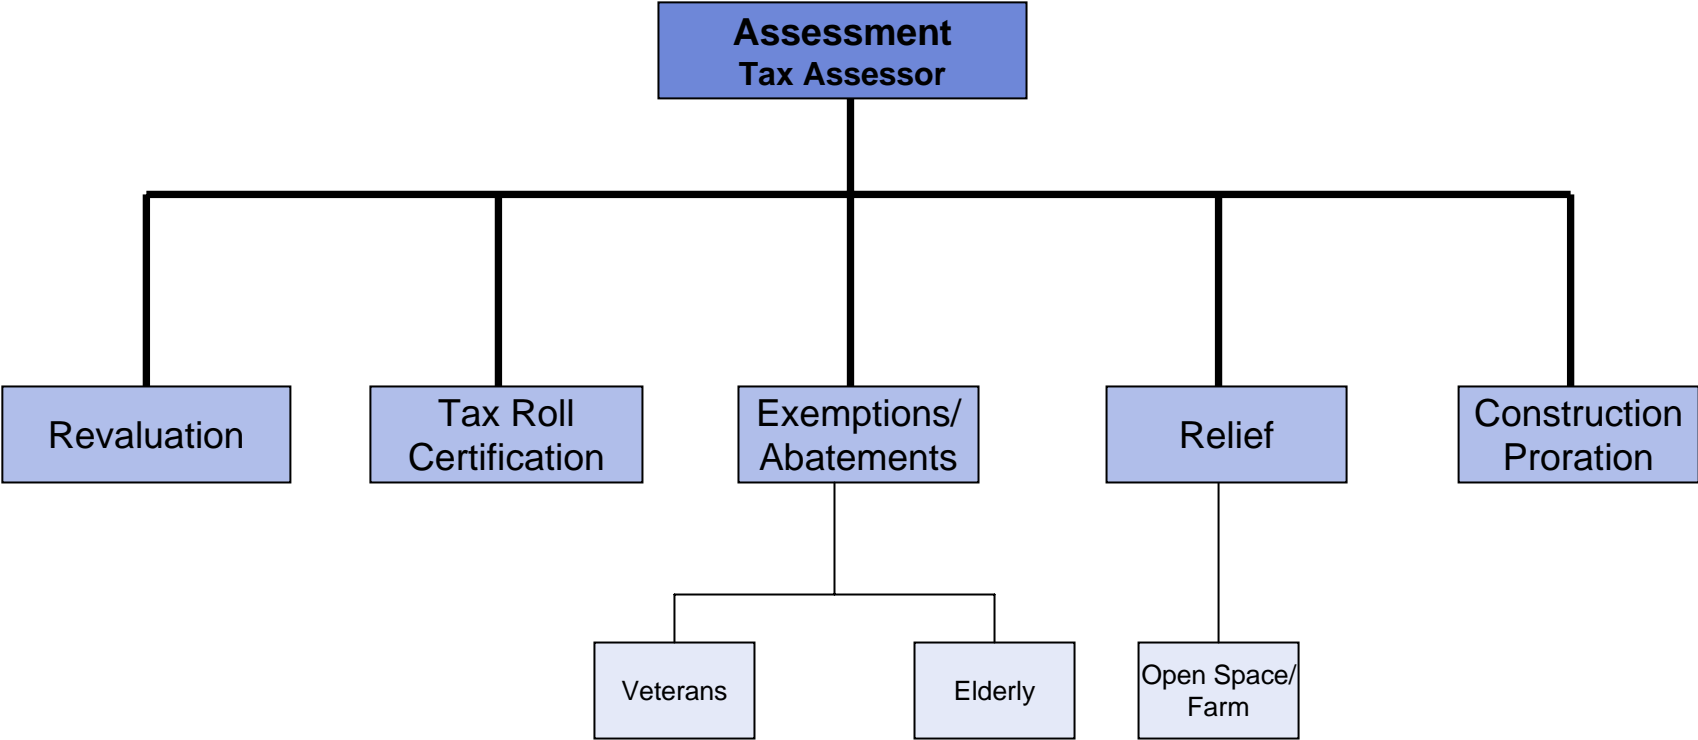 Assessment
Tax Assessor
Revaluation
Tax Roll
Certification
Exemptions/
Abatements
Relief
Construction
Proration
Veterans
Elderly
Open Space/
Farm